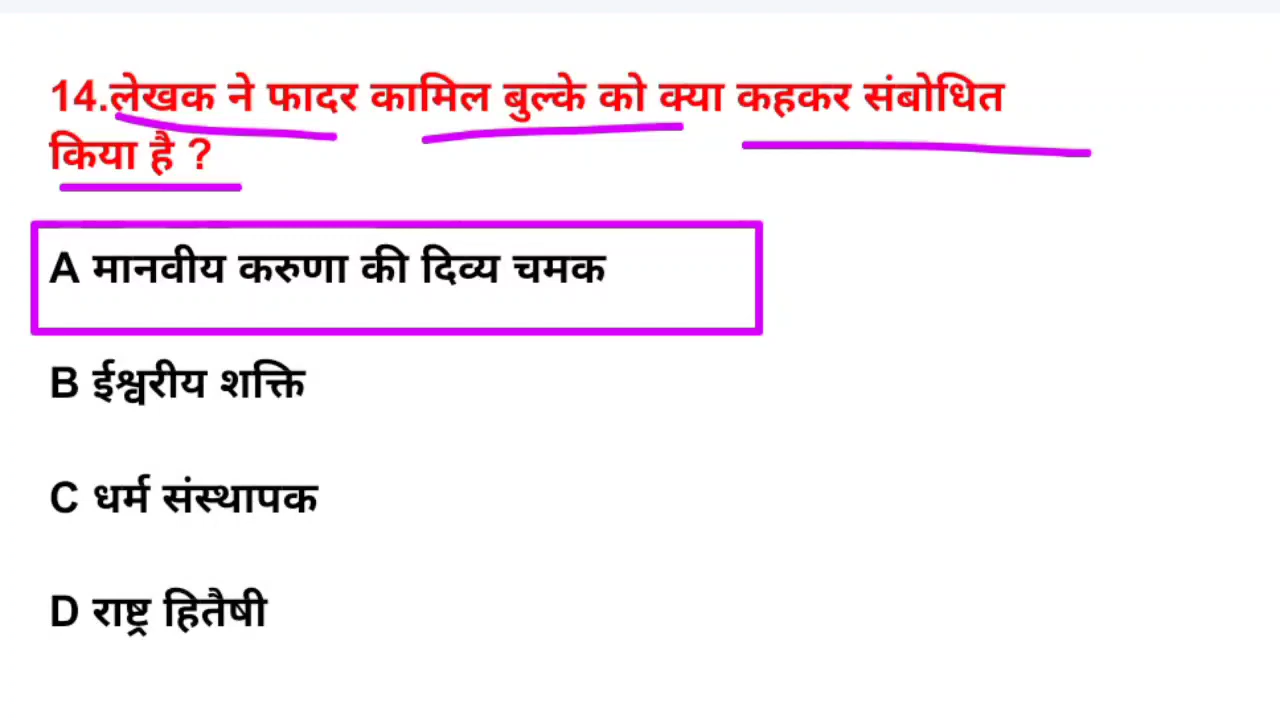 14.लेखक ने फादर कामिल बुल्के को क्या कहकर संबोधित
किया है ?
A मानवीय करुणा की दिव्य चमक
B ईश्वरीय शक्ति
C धर्म संस्थापक
D राष्ट्र हितैषी